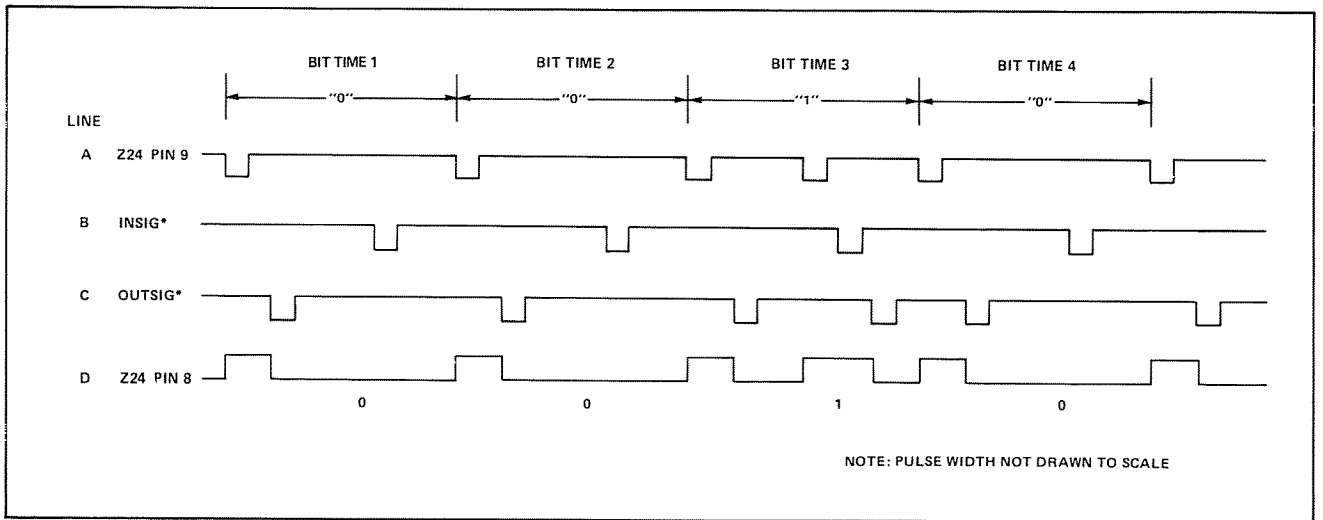 BIT TIME 1 BIT TIME 2 BIT TIME 3 BIT TIME 4
"0" "0" "1" "0"
LINE
A Z24 PIN 9
B INSIG*
C OUTSIG*
D Z24 PIN 8
0 0 1 0
NOTE: PULSE WIDTH NOT DRAWN TO SCALE